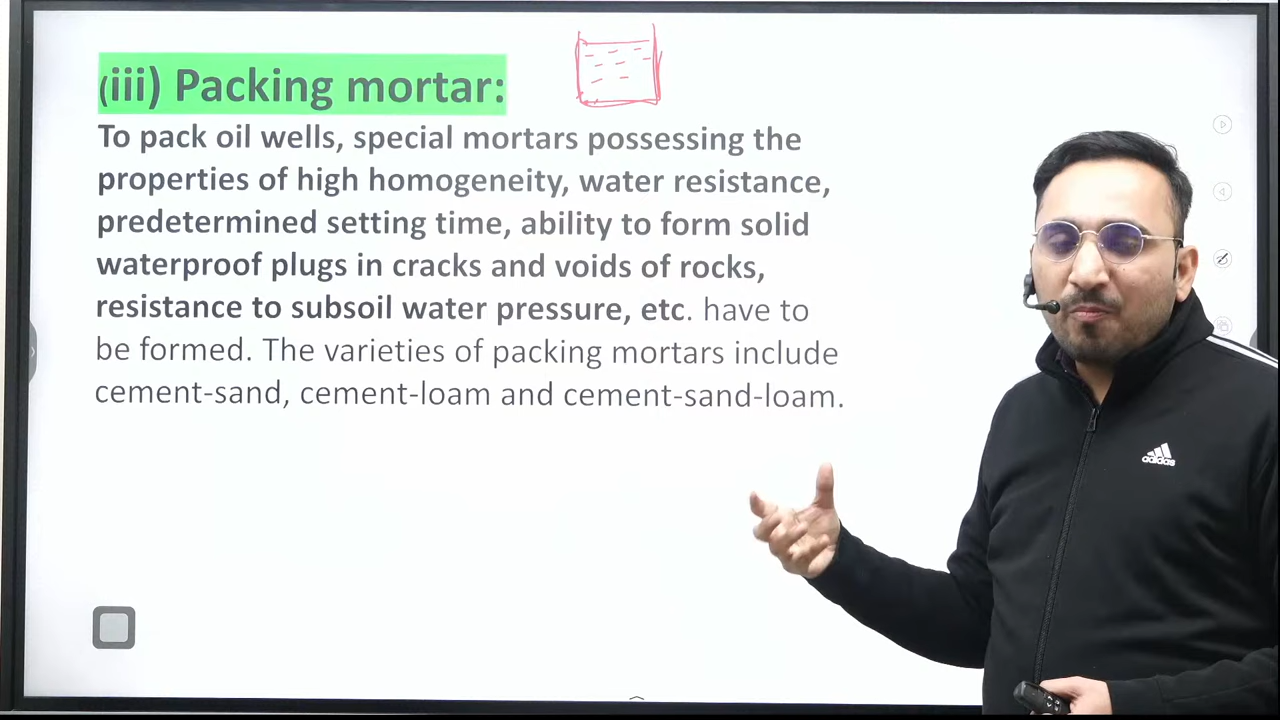 (iii) Packing mortar:
To pack oil wells, special mortars possessing the
properties of high homogeneity, water resistance,
predetermined setting time, ability to form solid
waterproof plugs in cracks and voids of rocks,
resistance to subsoil water pressure, etc. have to
be formed. The varieties of packing mortars include
cement-sand, cement-loam and cement-sand-loam.
adidas